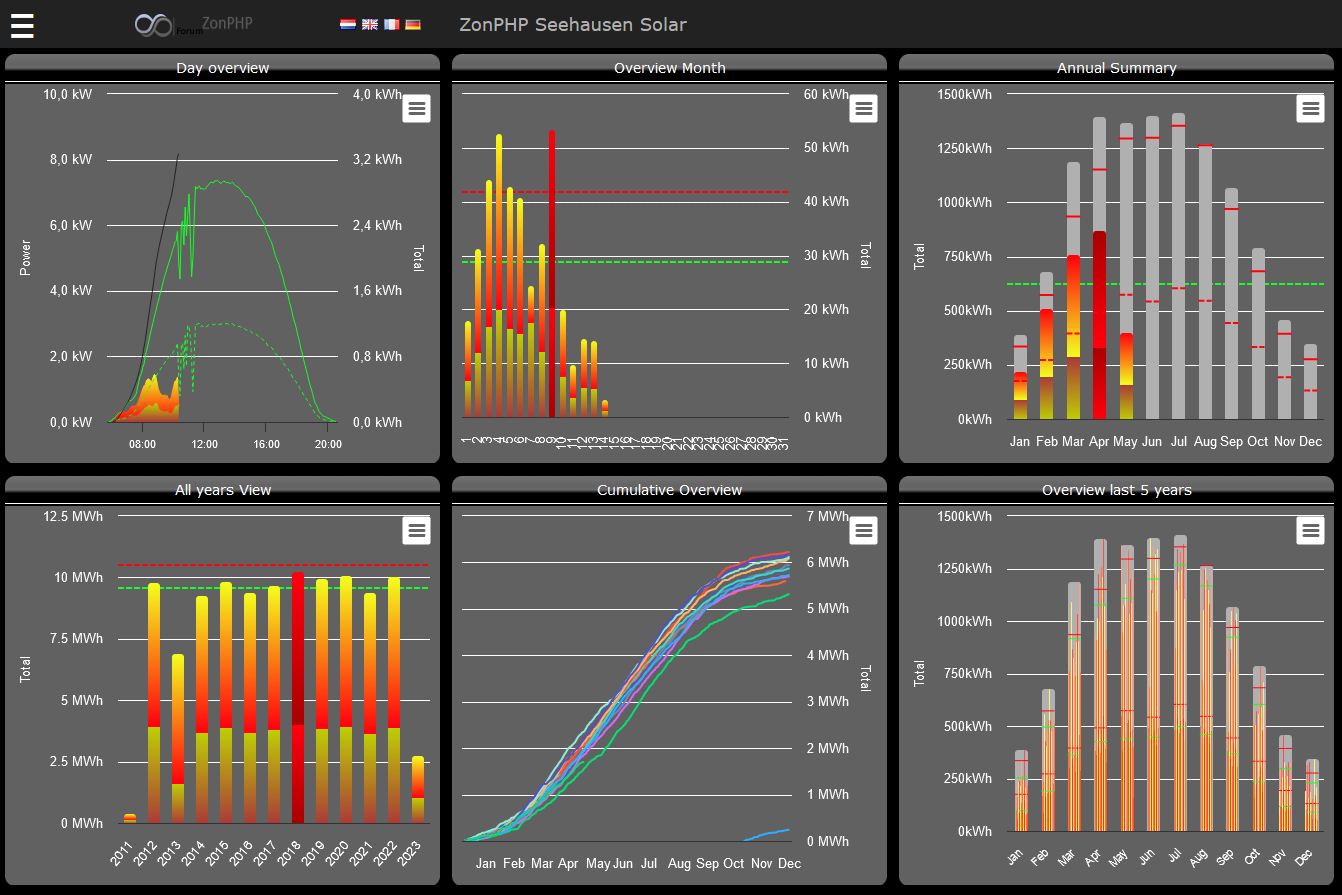 Forum ZonPHP
ZonPHP Seehausen Solar
Day overview
10,0 kW
8,0 kW
6,0 kW
4,0 kW
2,0 kW
0,0 kW
Power
4,0 kWh
3,2 kWh
2,4 kWh
1,6 kWh
0,8 kWh
0,0 kWh
Total
08:00 12:00 16:00 20:00
Overview Month
60 kWh
50 kWh
40 kWh
30 kWh
20 kWh
10 kWh
0 kWh
Total
1 2 3 4 5 6 7 8 9 10 11 12 13 14 15 16 17 18 19 20 21 22 23 24 25 26 27 28 29 30 31
Annual Summary
1500kWh
1250kWh
1000kWh
750kWh
500kWh
250kWh
0kWh
Total
Jan Feb Mar Apr May Jun Jul Aug Sep Oct Nov Dec
All years View
12.5 MWh
10 MWh
7.5 MWh
5 MWh
2.5 MWh
0 MWh
Total
2011 2012 2013 2014 2015 2016 2017 2018 2019 2020 2021 2022 2023
Cumulative Overview
7 MWh
6 MWh
5 MWh
4 MWh
3 MWh
2 MWh
1 MWh
0 MWh
Total
Jan Feb Mar Apr May Jun Jul Aug Sep Oct Nov Dec
Overview last 5 years
1500kWh
1250kWh
1000kWh
750kWh
500kWh
250kWh
0kWh
Total
Jan Feb Mar Apr May Jun Jul Aug Sep Oct Nov Dec